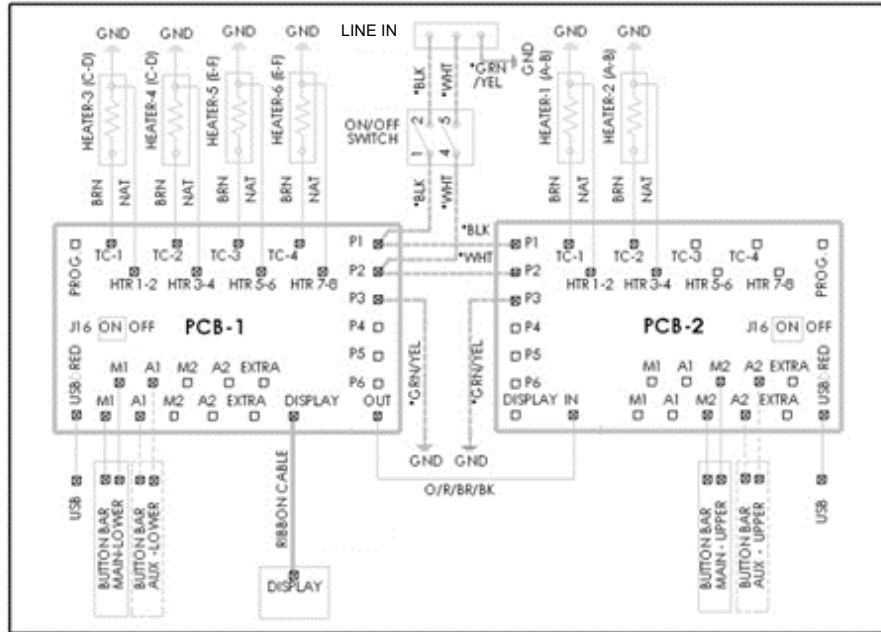 GND GND GND GND LINE IN GND GND
HEATER-3 (C-D)
HEATER-4 (C-D)
HEATER-5 (E-F)
HEATER-6 (E-F)
*BLK
*WHT
*GRN
/YEL
GND
HEATER-1 (A-B)
HEATER-2 (A-B)
ON/OFF
SWITCH
2 5
1 4
BRN NAT BRN NAT BRN NAT BRN NAT
*BLK
*WHT
BRN NAT BRN NAT
*BLK
*WHT
PROG.
TC-1 TC-2 TC-3 TC-4
HTR 1-2 HTR 3-4 HTR 5-6 HTR 7-8
P1
P2
P3
P4
P5
P6
J16 ON OFF
PCB-1
USB RED
M1 A1 M2 A2 EXTRA
M1 A1 M2 A2 EXTRA DISPLAY OUT
*GRN/YEL
*GRN/YEL
GND GND
O/R/BR/BK
P1
P2
P3
P4
P5
P6
TC-1 TC-2 TC-3 TC-4
HTR 1-2 HTR 3-4 HTR 5-6 HTR 7-8
PROG.
PCB-2
J16 ON OFF
M1 A1 M2 A2 EXTRA
DISPLAY IN M1 A1 M2 A2 EXTRA
USB RED
USB
BUTTON BAR
MAIN-LOWER
BUTTON BAR
AUX -LOWER
RIBBON CABLE
DISPLAY
BUTTON BAR
MAIN - UPPER
BUTTON BAR
AUX - UPPER
USB